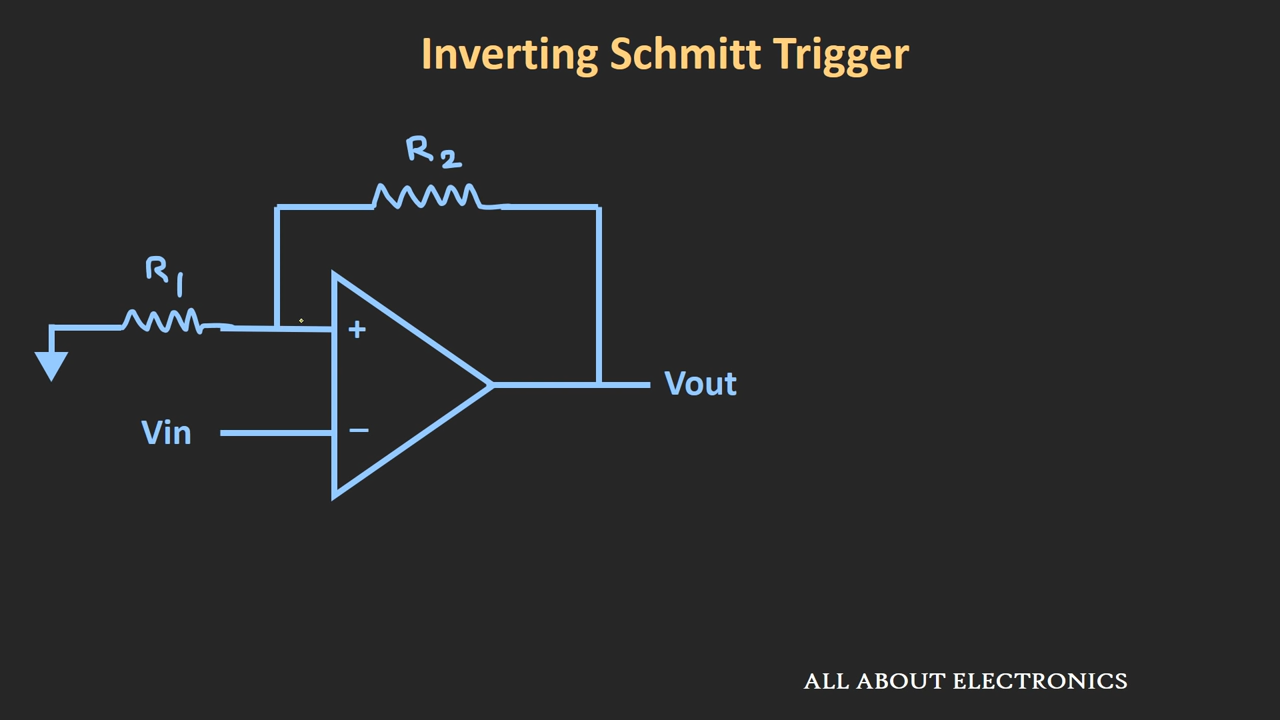 Inverting Schmitt Trigger
R2
R1
+
Vout
Vin
−
ALL ABOUT ELECTRONICS